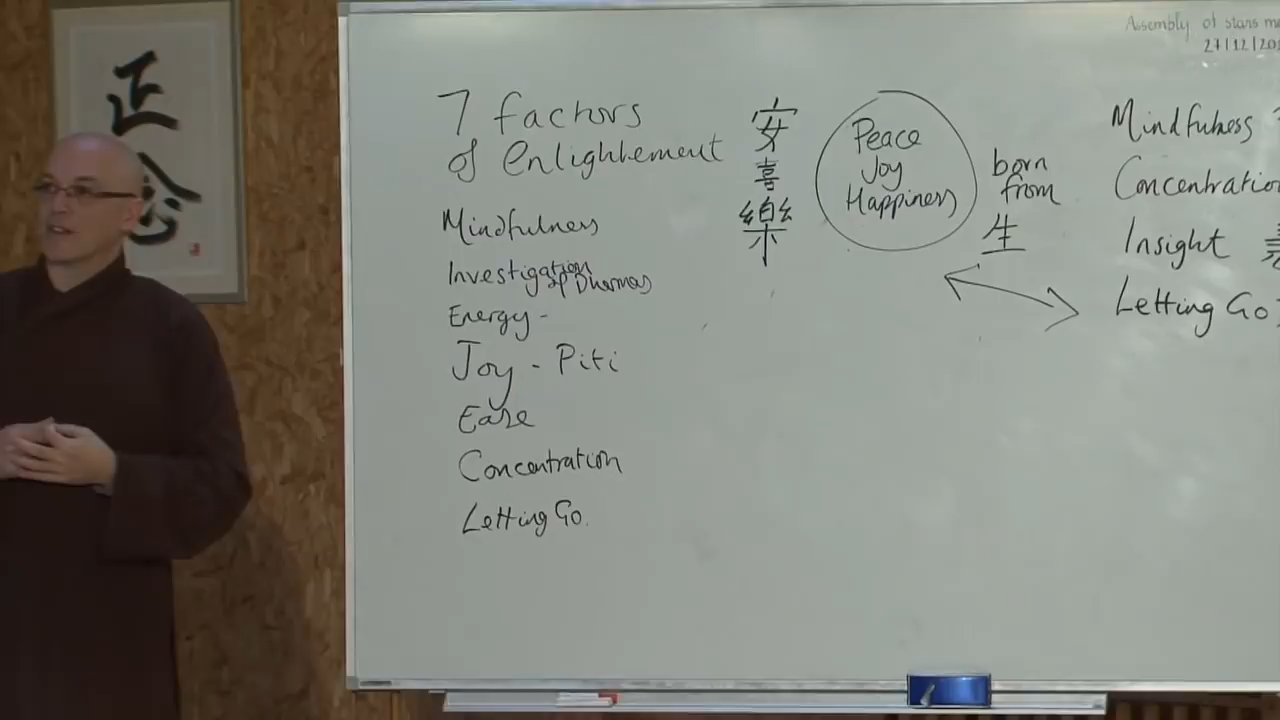 正
念
7 factors
of enlightement
Mindfulness
Investigation
of Dharmas
Energy -
Joy - Piti
Ease
Concentration
Letting Go.
安
喜
樂
Peace
Joy
Happiness
born
from
生
Assembly of stars
27/12/20
Mindfulness
Concentration
Insight
Letting Go